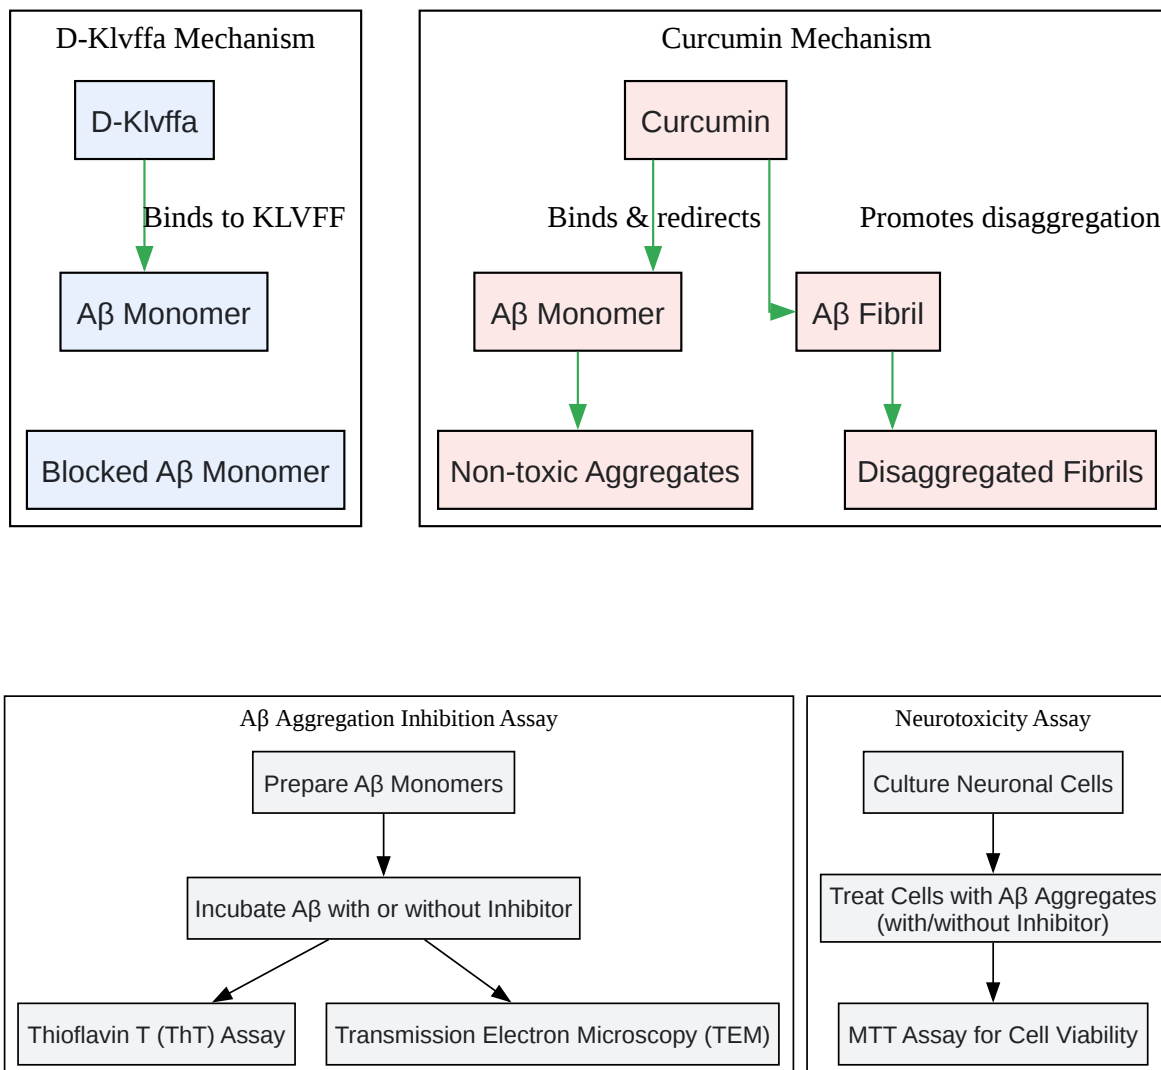 D-Klvffa Mechanism
D-Klvffa
Binds to KLVFF
Aβ Monomer
Blocked Aβ Monomer
Curcumin Mechanism
Curcumin
Binds & redirects
Promotes disaggregation
Aβ Monomer
Aβ Fibril
Non-toxic Aggregates
Disaggregated Fibrils
Aβ Aggregation Inhibition Assay
Prepare Aβ Monomers
Incubate Aβ with or without Inhibitor
Thioflavin T (ThT) Assay
Transmission Electron Microscopy (TEM)
Neurotoxicity Assay
Culture Neuronal Cells
Treat Cells with Aβ Aggregates
(with/without Inhibitor)
MTT Assay for Cell Viability